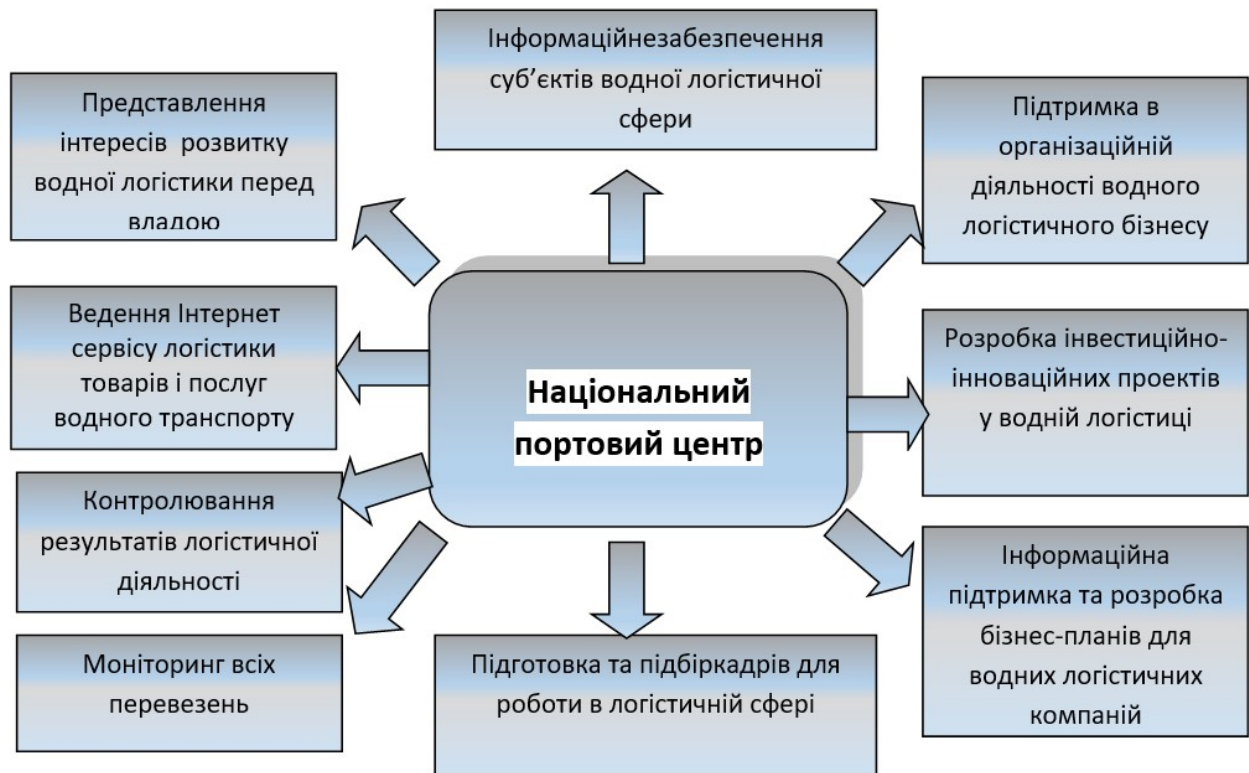 Інформаційнезабезпечення
суб’єктів водної логістичної
сфери
Представлення
інтересів розвитку
водної логістики перед
владою
Підтримка в
організаційній
діяльності водного
логістичного бізнесу
Ведення Інтернет
сервісу логістики
товарів і послуг
водного транспорту
Національний
портовий центр
Розробка інвестиційно-
інноваційних проектів
у водній логістиці
Контролювання
результатів логістичної
діяльності
Інформаційна
підтримка та розробка
бізнес-планів для
водних логістичних
компаній
Моніторинг всіх
перевезень
Підготовка та підбіркадрів для
роботи в логістичній сфері